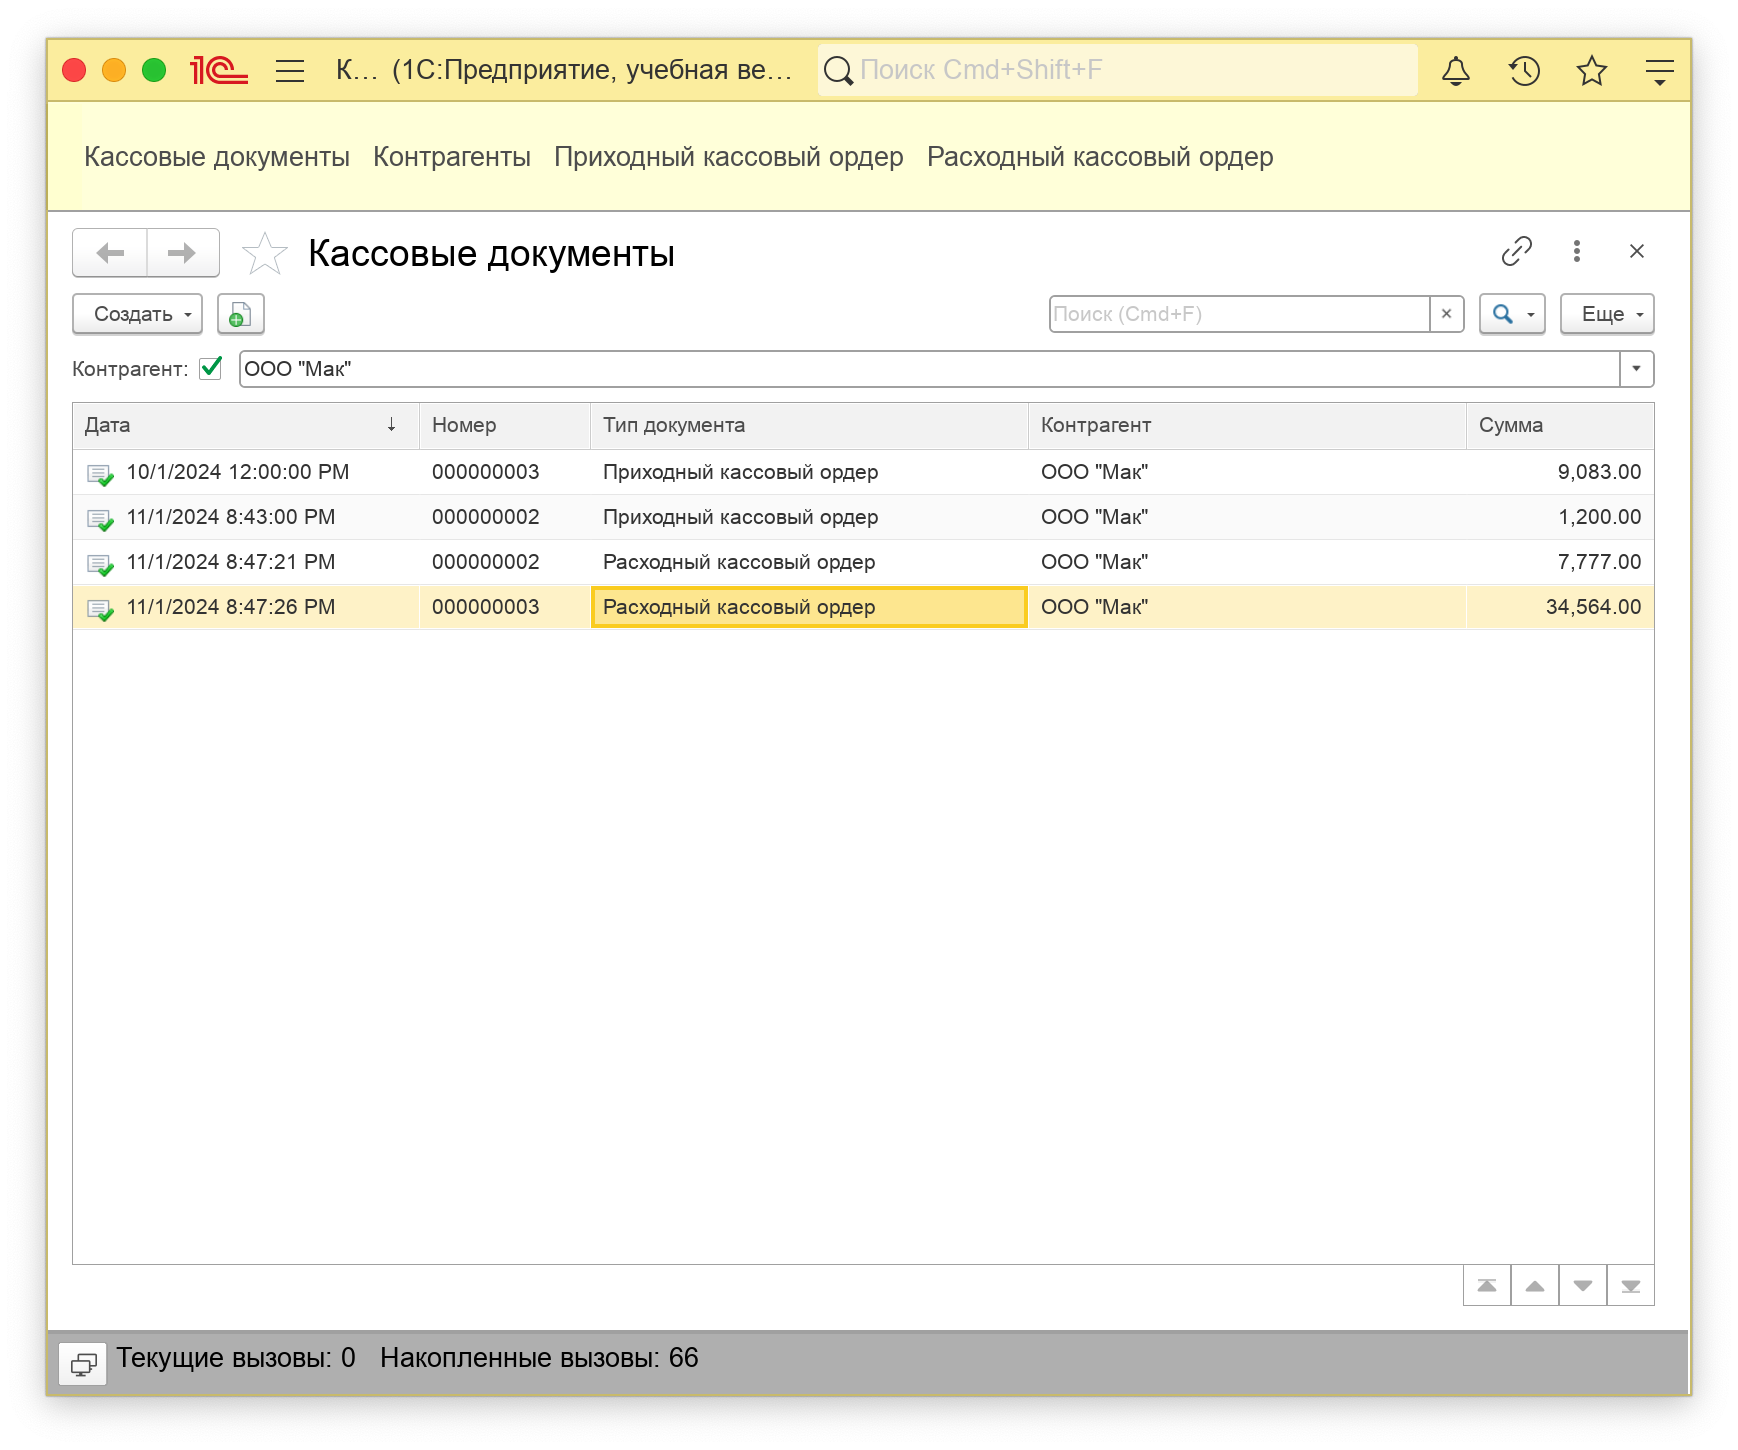 1С К... (1С:Предприятие, учебная ве... Поиск Cmd+Shift+F
Кассовые документы Контрагенты Приходный кассовый ордер Расходный кассовый ордер
Кассовые документы
Создать Поиск (Cmd+F) × Еще
Контрагент: ООО "Мак"
Дата ↓ Номер Тип документа Контрагент Сумма
10/1/2024 12:00:00 PM 000000003 Приходный кассовый ордер ООО "Мак" 9,083.00
11/1/2024 8:43:00 PM 000000002 Приходный кассовый ордер ООО "Мак" 1,200.00
11/1/2024 8:47:21 PM 000000002 Расходный кассовый ордер ООО "Мак" 7,777.00
11/1/2024 8:47:26 PM 000000003 Расходный кассовый ордер ООО "Мак" 34,564.00
Текущие вызовы: 0 Накопленные вызовы: 66